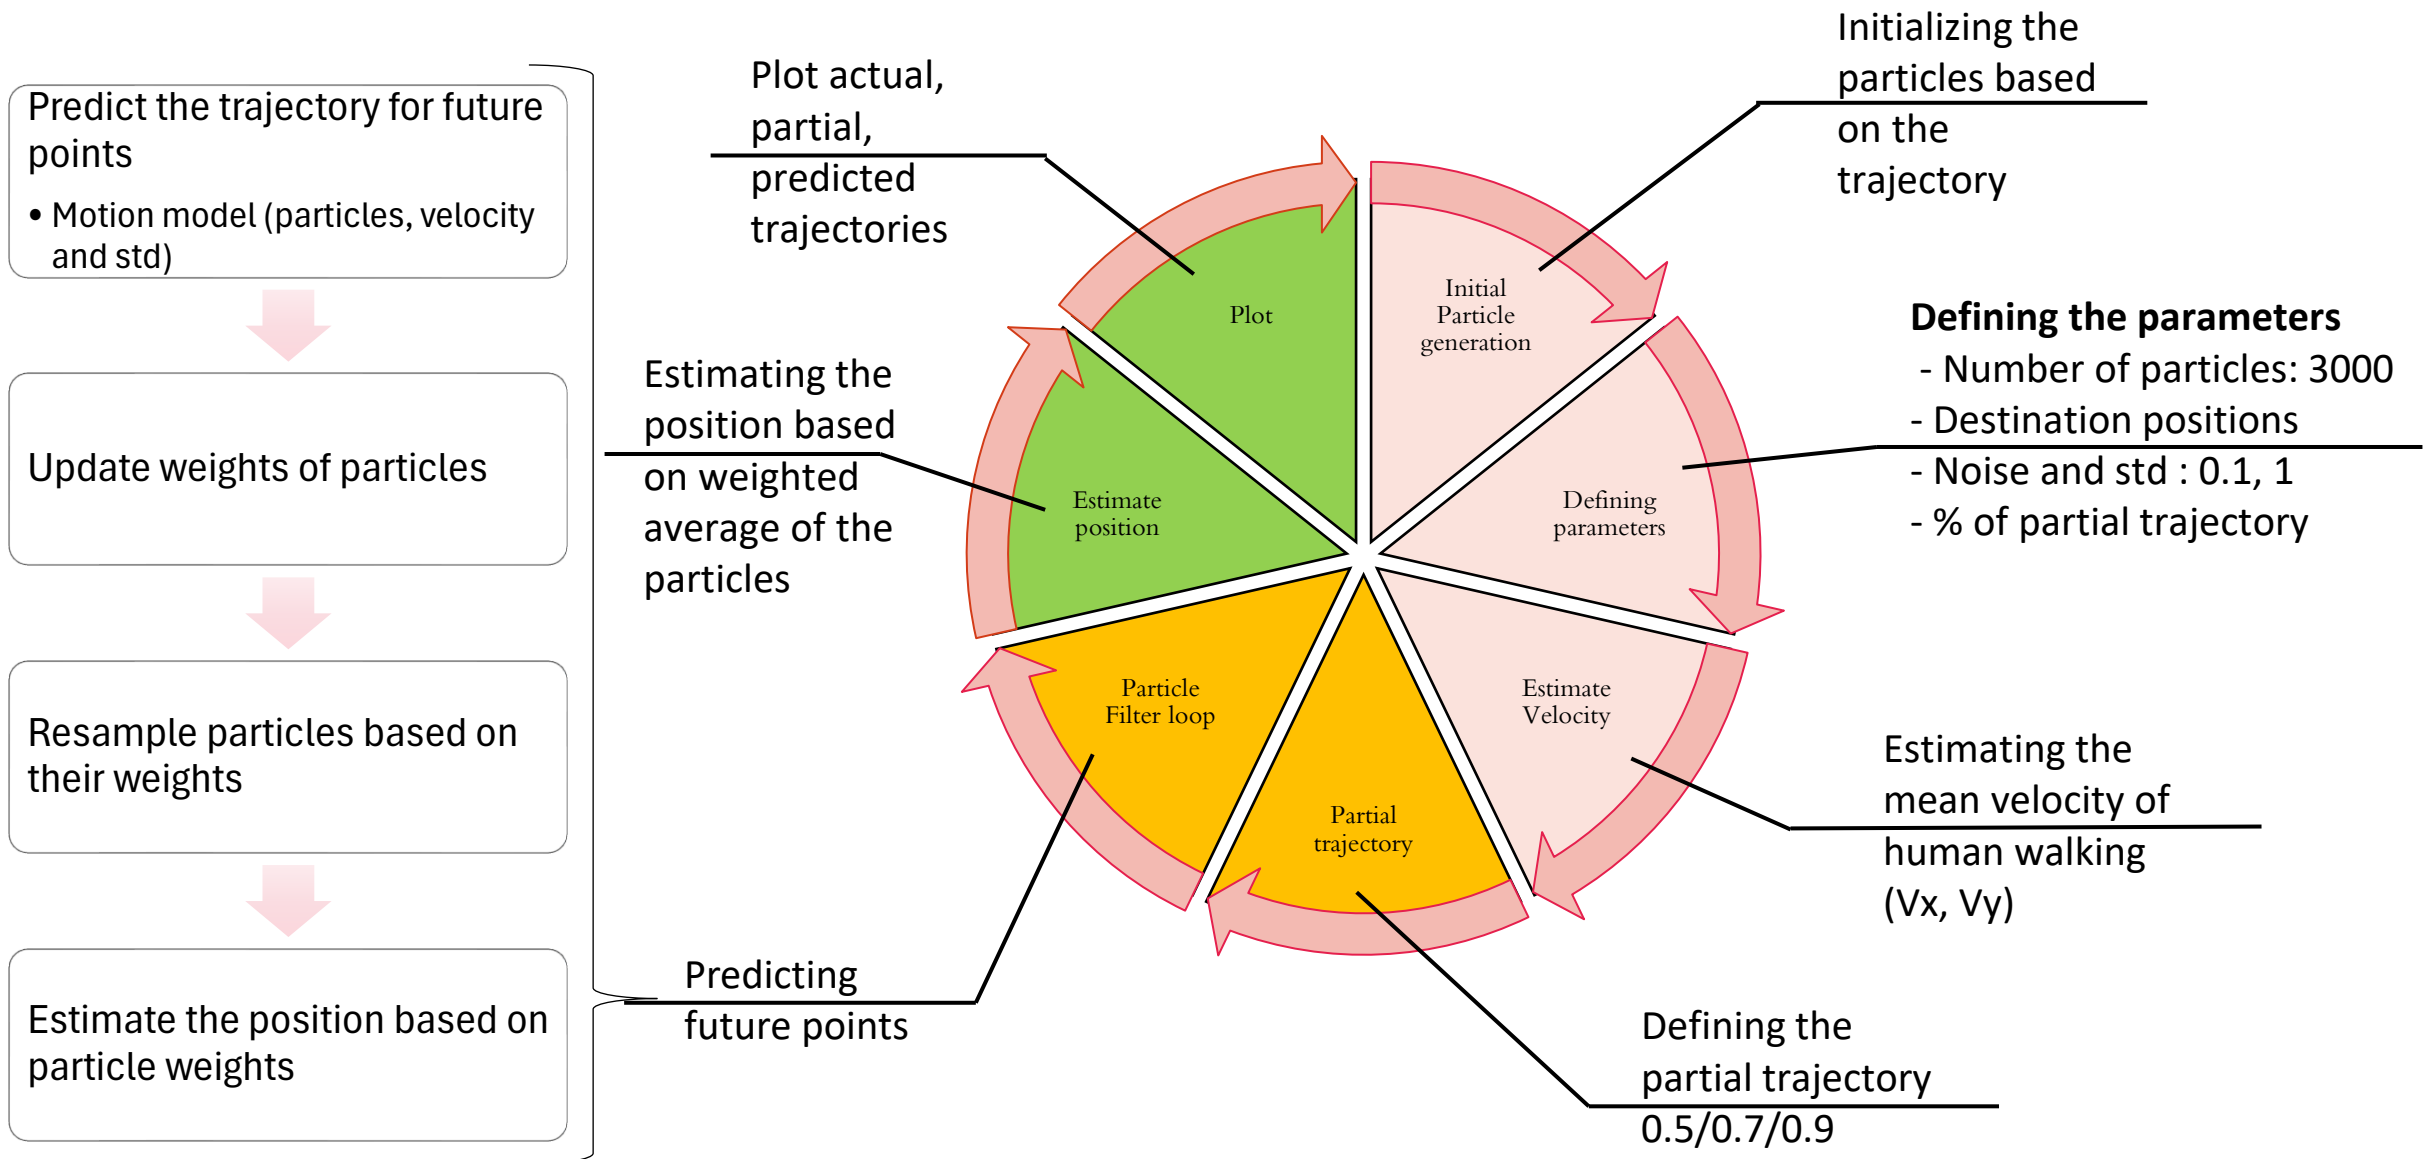 Predict the trajectory for future
points
• Motion model (particles, velocity
and std)
Update weights of particles
Resample particles based on
their weights
Estimate the position based on
particle weights
Plot actual,
partial,
predicted
trajectories
Estimating the
position based
on weighted
average of the
particles
Predicting
future points
Plot
Initial
Particle
generation
Estimate
position
Defining
parameters
Particle
Filter loop
Estimate
Velocity
Partial
trajectory
Initializing the
particles based
on the
trajectory
Defining the parameters
- Number of particles: 3000
- Destination positions
- Noise and std : 0.1, 1
- % of partial trajectory
Estimating the
mean velocity of
human walking
(Vx, Vy)
Defining the
partial trajectory
0.5/0.7/0.9